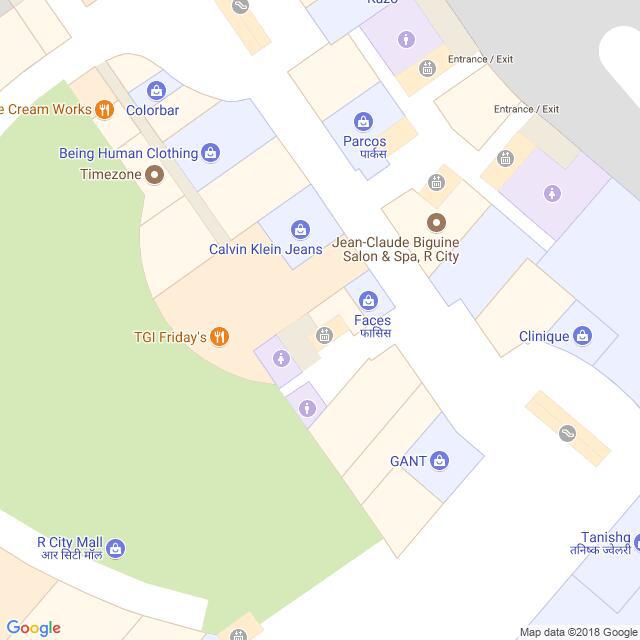 Entrance / Exit
e Cream Works
Colorbar
Entrance / Exit
Parcos
पार्कस
Being Human Clothing
Timezone
Calvin Klein Jeans
Jean-Claude Biguine
Salon & Spa, R City
Faces
फासिस
TGI Friday's
Clinique
GANT
R City Mall
आर सिटी मॉल
Tanishq
तनिष्क ज्वेलरी
Google
Map data ©2018 Google